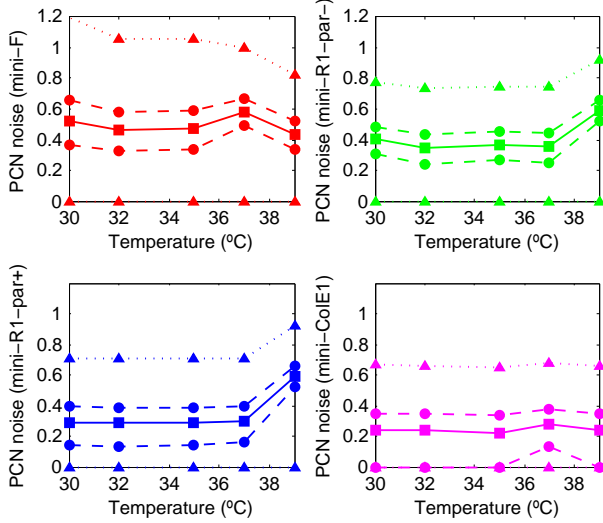 PCN noise (mini−F)
1.2
1
0.8
0.6
0.4
0.2
0
30 32 34 36 38
Temperature (ºC)
PCN noise (mini−R1−par−)
1.2
1
0.8
0.6
0.4
0.2
0
30 32 34 36 38
Temperature (ºC)
PCN noise (mini−R1−par+)
1
0.8
0.6
0.4
0.2
0
30 32 34 36 38
Temperature (ºC)
PCN noise (mini−ColE1)
1
0.8
0.6
0.4
0.2
0
30 32 34 36 38
Temperature (ºC)